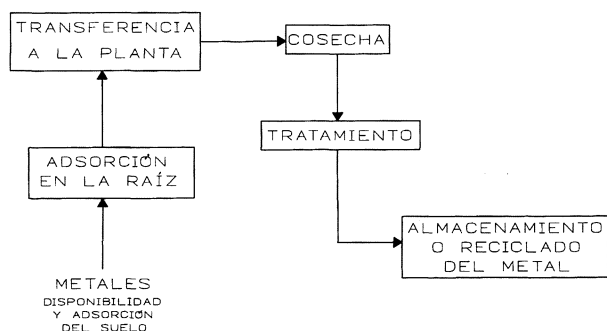 TRANSFERENCIA
A LA PLANTA
COSECHA
TRATAMIENTO
ADSORCIÓN
EN LA RAÍZ
ALMACENAMIENTO
O RECICLADO
DEL METAL
METALES
DISPONIBILIDAD
Y ADSORCIÓN
DEL SUELO